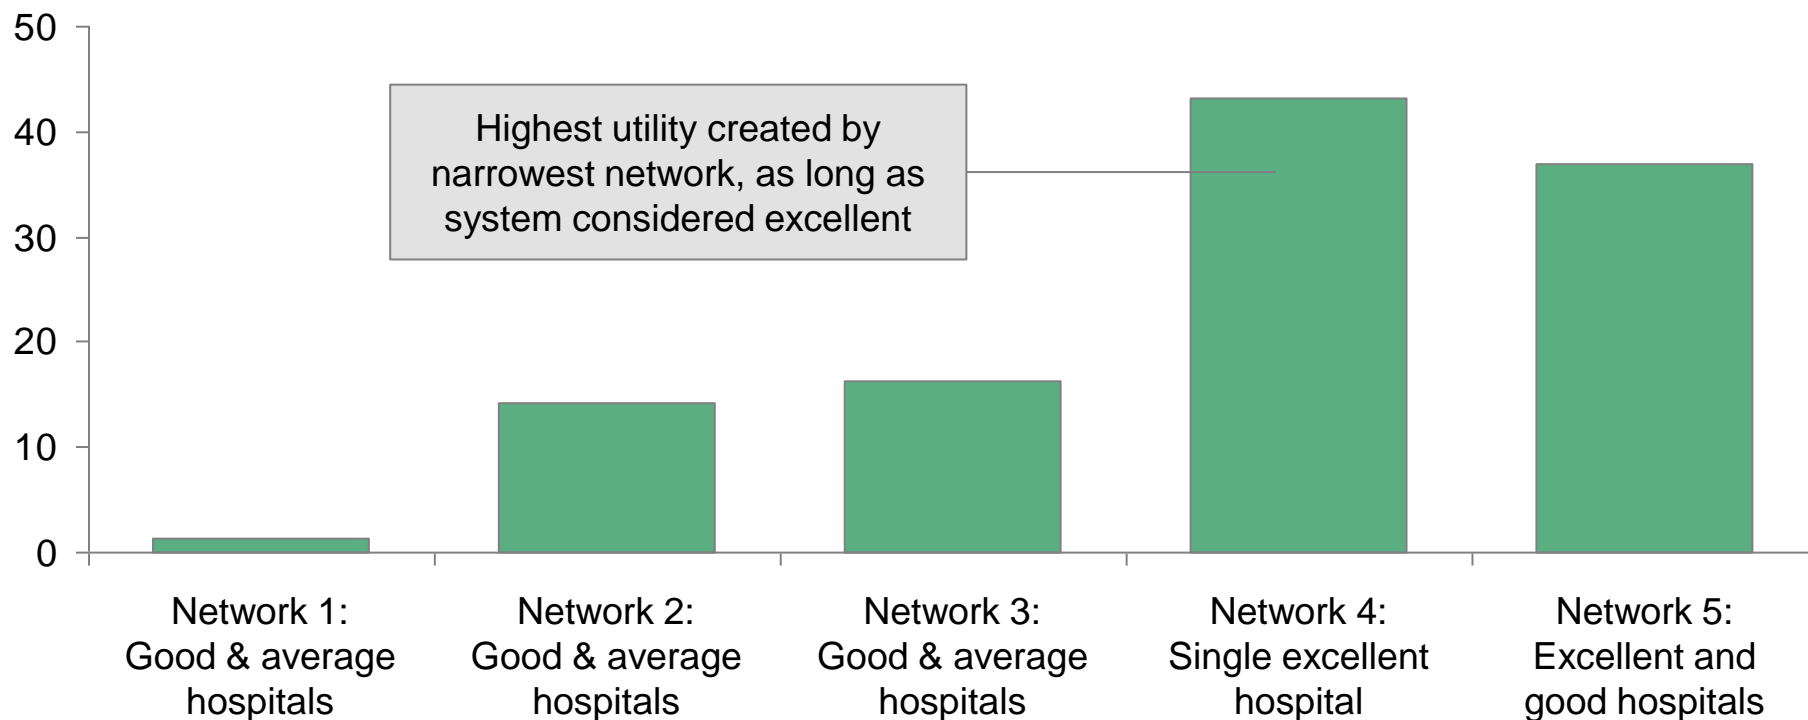 50
40
30
20
10
0
Highest utility created by
narrowest network, as long as
system considered excellent
Network 1:
Good & average
hospitals
Network 2:
Good & average
hospitals
Network 3:
Good & average
hospitals
Network 4:
Single excellent
hospital
Network 5:
Excellent and
good hospitals